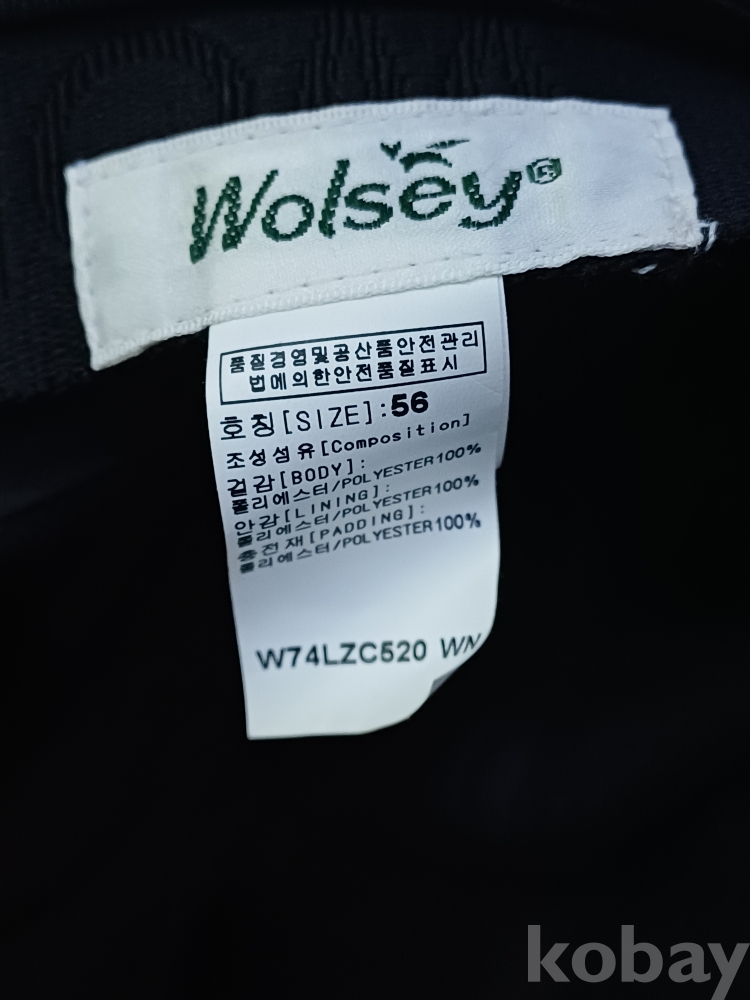 Wolsey®
품질경영및공산품안전관리
법에의한안전품질표시
호칭[SIZE]:56
조성섬유[Composition]
겉감[BODY]:
폴리에스터/POLYESTER100%
안감[LINING]:
폴리에스터/POLYESTER100%
충전재[PADDING]:
폴리에스터/POLYESTER100%
W74LZC520 WN
kobay